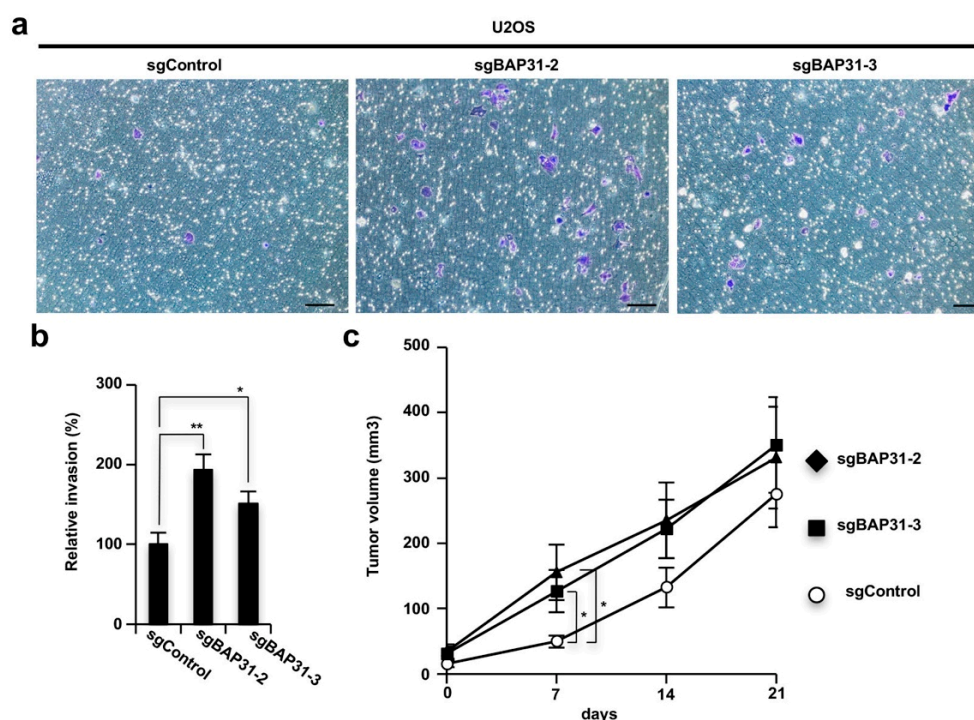 a
U2OS
sgControl
sgBAP31-2
sgBAP31-3
b
Relative invasion (%)
300
200
100
0
*
**
sgControl
sgBAP31-2
sgBAP31-3
c
Tumor volume (mm3)
500
400
300
200
100
0
*
*
0
7
14
21
days
sgBAP31-2
sgBAP31-3
sgControl